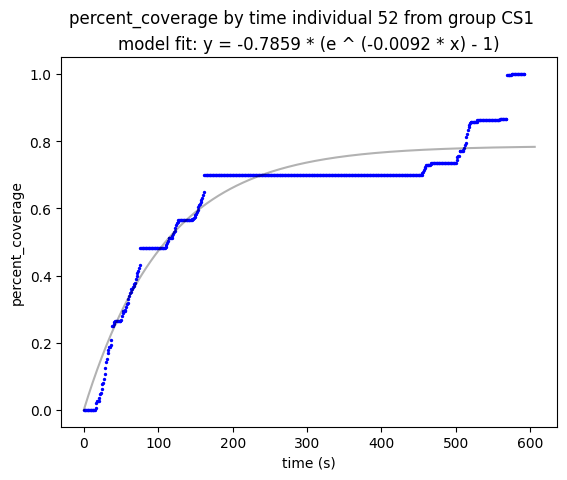 percent_coverage by time individual 52 from group CS1
model fit: y = -0.7859 * (e ^ (-0.0092 * x) - 1)
1.0
0.8
0.6
0.4
0.2
0.0
percent_coverage
0 100 200 300 400 500 600
time (s)